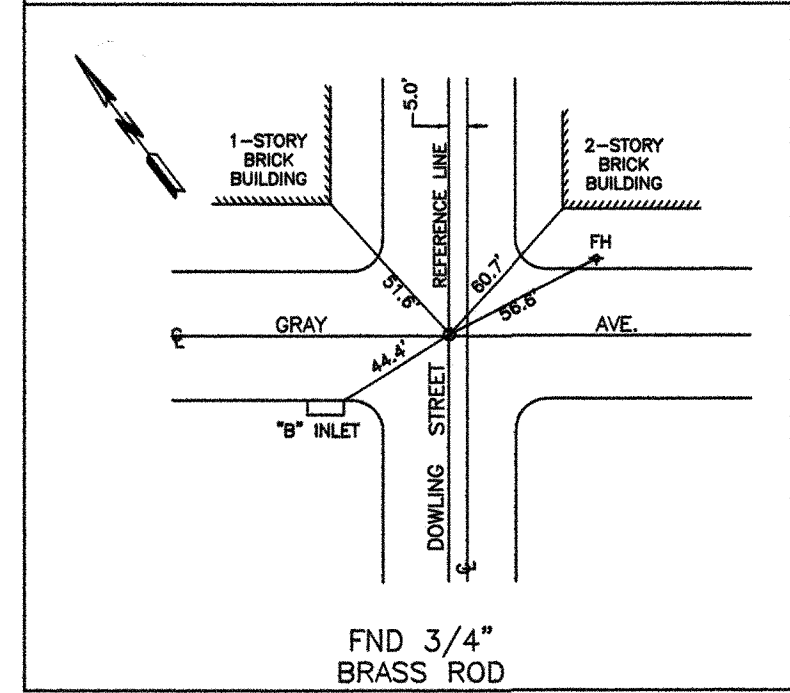 N
5.0'
1-STORY
BRICK
BUILDING
REFERENCE LINE
2-STORY
BRICK
BUILDING
FH
51.6'
60.7'
56.6'
℄
GRAY AVE.
44.4'
"B" INLET
DOWLING STREET
℄
FND 3/4"
BRASS ROD